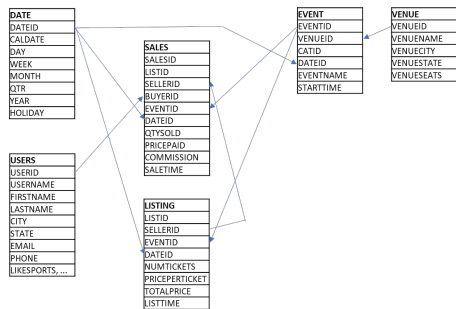 DATE
DATEID
CALDATE
DAY
WEEK
MONTH
QTR
YEAR
HOLIDAY
USERS
USERID
USERNAME
FIRSTNAME
LASTNAME
CITY
STATE
EMAIL
PHONE
LIKESPORTS, ...
SALES
SALESID
LISTID
SELLERID
BUYERID
EVENTID
DATEID
QTYSOLD
PRICEPAID
COMMISSION
SALETIME
LISTING
LISTID
SELLERID
EVENTID
DATEID
NUMTICKETS
PRICEPERTICKET
TOTALPRICE
LISTTIME
EVENT
EVENTID
VENUEID
CATID
DATEID
EVENTNAME
STARTTIME
VENUE
VENUEID
VENUENAME
VENUECITY
VENUESTATE
VENUESEATS